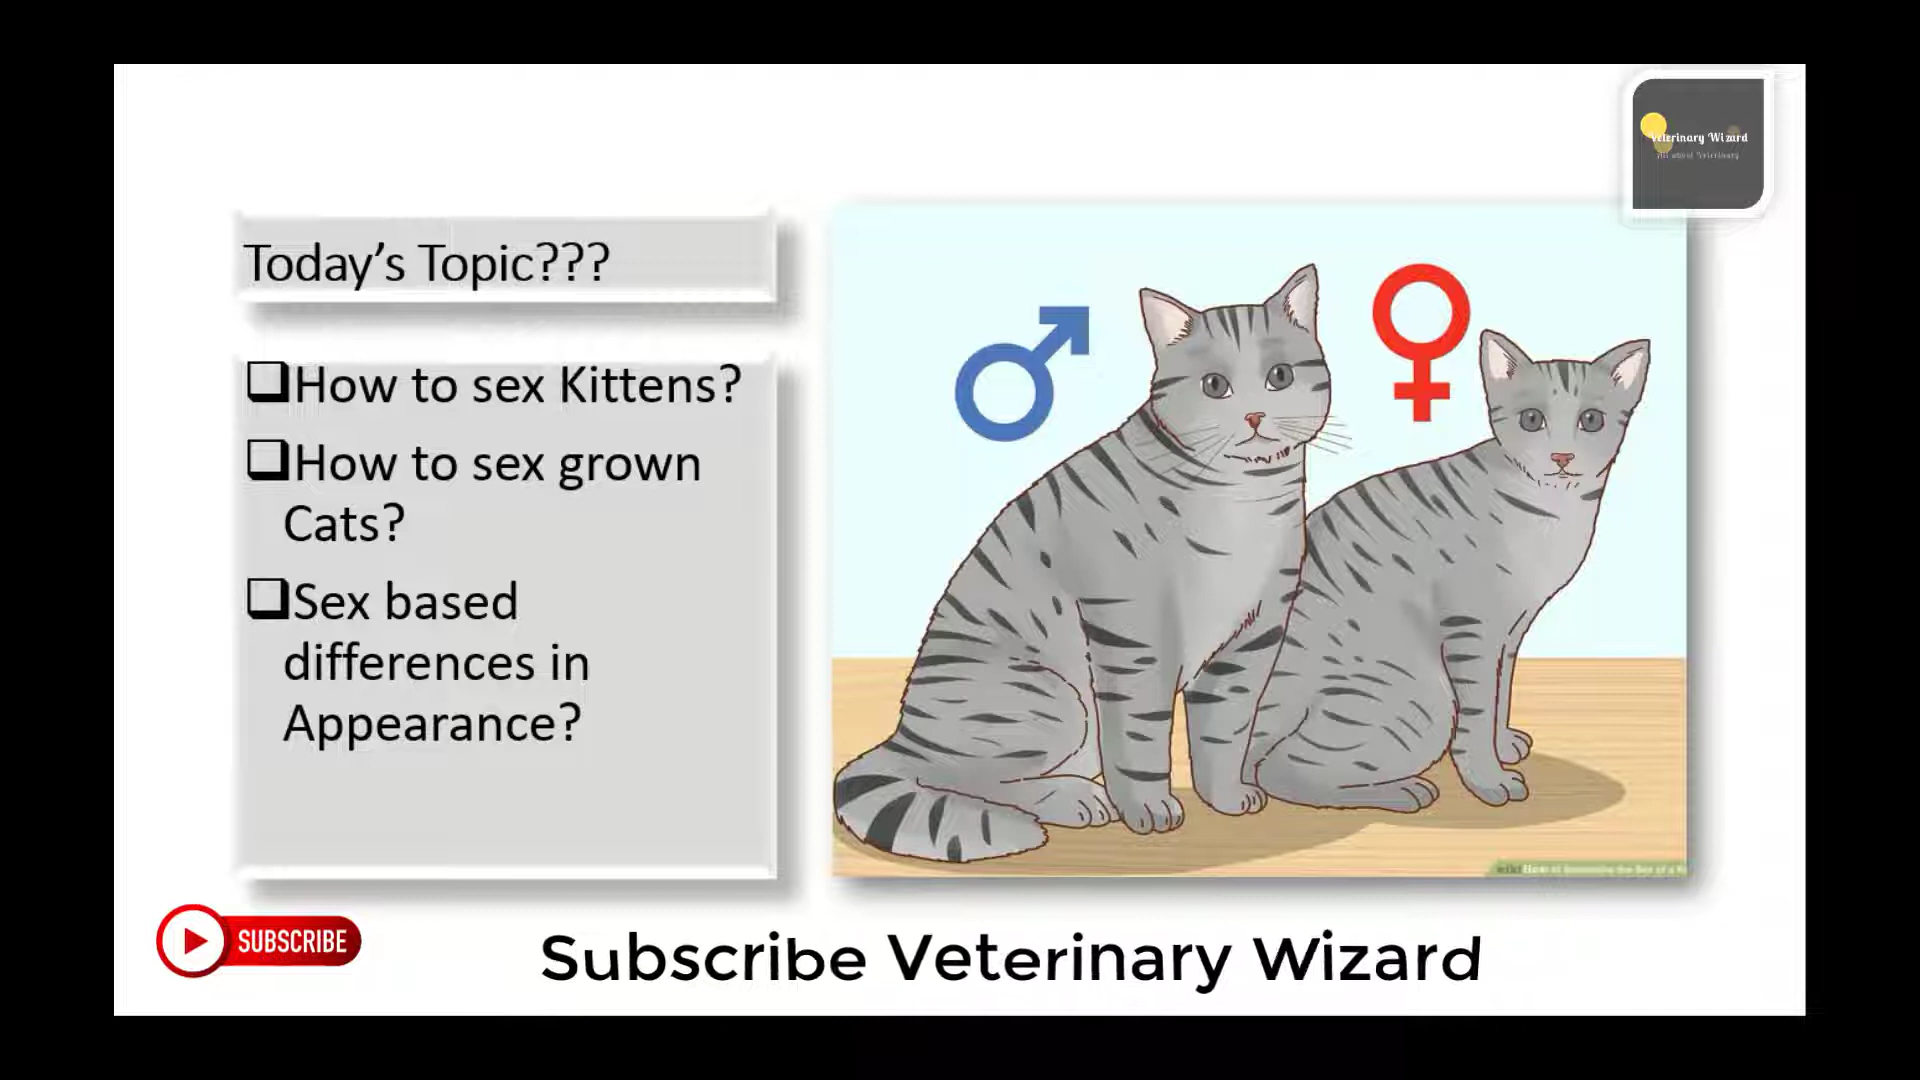 Veterinary Wizard
Today's Topic???
❑How to sex Kittens?
❑How to sex grown
Cats?
❑Sex based
differences in
Appearance?
SUBSCRIBE
Subscribe Veterinary Wizard